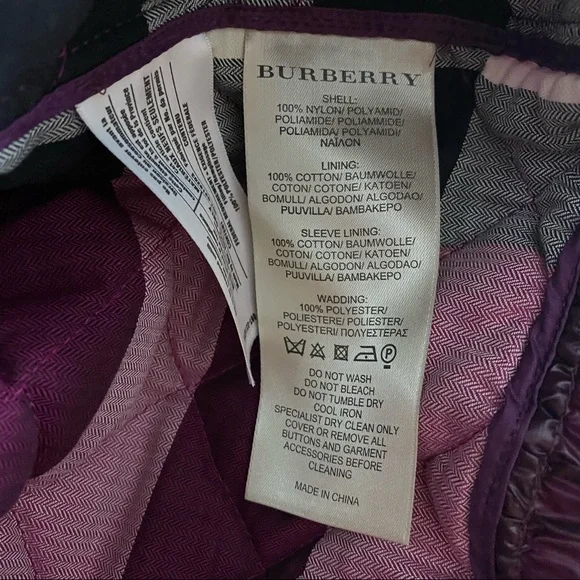 BURBERRY
SHELL:
100% NYLON/ POLYAMID/
POLIAMIDE/ POLIAMMIDE/
POLIAMIDA/ POLYAMIDI/
ΝΑΪΛΟΝ
LINING:
100% COTTON/ BAUMWOLLE/
COTON/ COTONE/ KATOEN/
BOMULL/ ALGODON/ ALGODÃO/
PUUVILLA/ ΒΑΜΒΑΚΕΡΟ
SLEEVE LINING:
100% COTTON/ BAUMWOLLE/
COTON/ COTONE/ KATOEN/
BOMULL/ ALGODON/ ALGODÃO/
PUUVILLA/ ΒΑΜΒΑΚΕΡΟ
WADDING:
100% POLYESTER/
POLIESTERE/ POLIESTER/
POLYESTERII/ ΠΟΛΥΕΣΤΕΡΑΣ
DO NOT WASH
DO NOT BLEACH
DO NOT TUMBLE DRY
COOL IRON
SPECIALIST DRY CLEAN ONLY
COVER OR REMOVE ALL
BUTTONS AND GARMENT
ACCESSORIES BEFORE
CLEANING
MADE IN CHINA